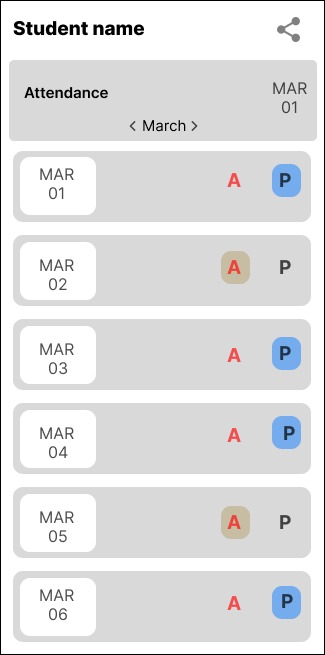 Student name
Attendance
MAR
01
< March >
MAR
01
A P
MAR
02
A P
MAR
03
A P
MAR
04
A P
MAR
05
A P
MAR
06
A P